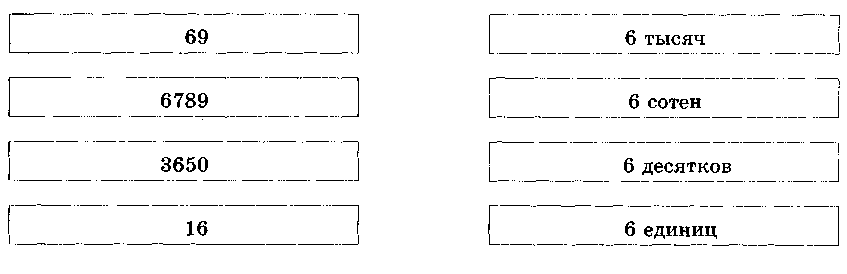 69 6 тысяч
6789 6 сотен
3650 6 десятков
16 6 единиц